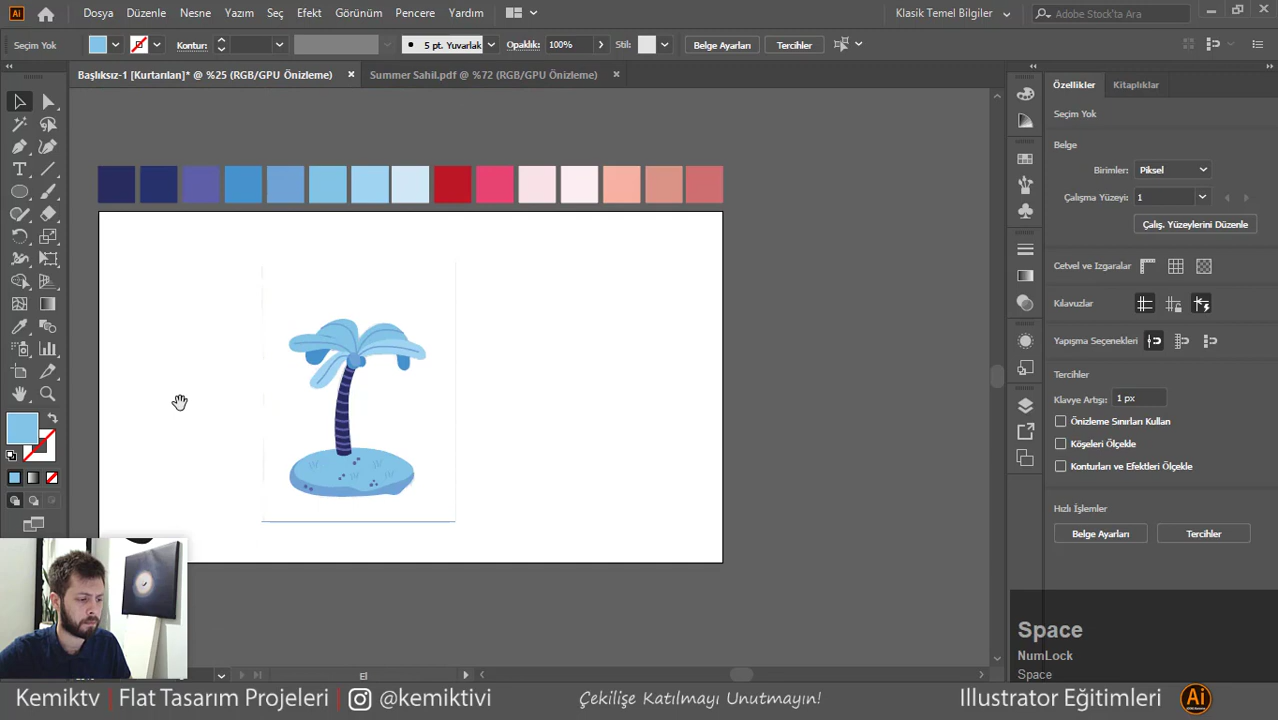 Ai Dosya Düzenle Nesne Yazım Seç Efekt Görünüm Pencere Yardım Klasik Temel Bilgiler Adobe Stock'ta Ara
Seçim Yok Kontur: 5 pt. Yuvarlak Opaklık: 100% Stil: Belge Ayarları Tercihler
Başlıksız-1 [Kurtarılan]* @ %25 (RGB/GPU Önizleme) Summer Sahil.pdf @ %72 (RGB/GPU Önizleme)
Özellikler Kitaplıklar
Seçim Yok
Belge
Birimler: Piksel
Çalışma Yüzeyi: 1
Çalış. Yüzeylerini Düzenle
Cetvel ve Izgaralar
Kılavuzlar
Yapışma Seçenekleri
Tercihler
Klavye Artışı: 1 px
Önizleme Sınırları Kullan
Köşeleri Ölçekle
Konturları ve Efektleri Ölçekle
Hızlı İşlemler
Belge Ayarları Tercihler
Space
NumLock
Space
El
Kemiktv | Flat Tasarım Projeleri | @kemiktivi Çekilişe Katılmayı Unutmayın! Illustrator Eğitimleri Ai